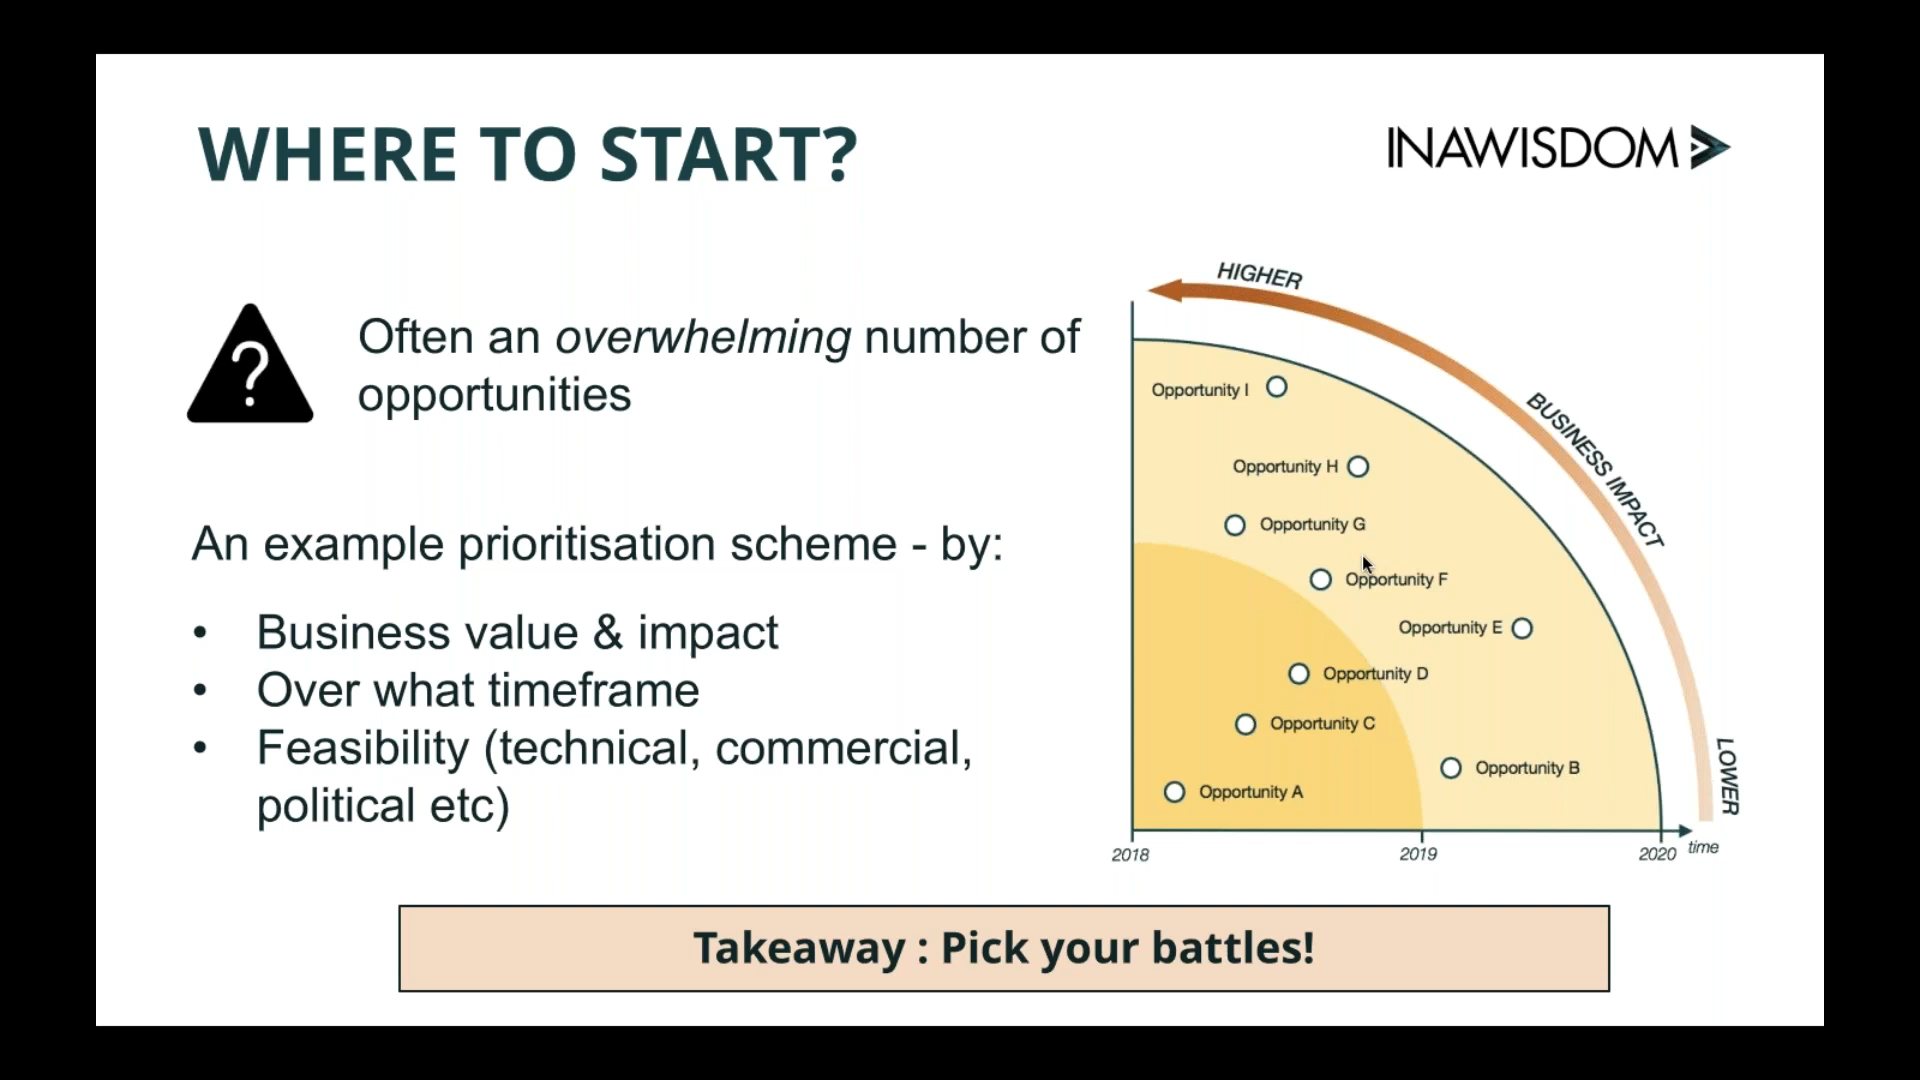 WHERE TO START?
INAWISDOM
?
Often an overwhelming number of
opportunities
An example prioritisation scheme - by:
• Business value & impact
• Over what timeframe
• Feasibility (technical, commercial,
political etc)
HIGHER
BUSINESS IMPACT
LOWER
Opportunity I
Opportunity H
Opportunity G
Opportunity F
Opportunity E
Opportunity D
Opportunity C
Opportunity B
Opportunity A
2018
2019
2020
time
Takeaway : Pick your battles!